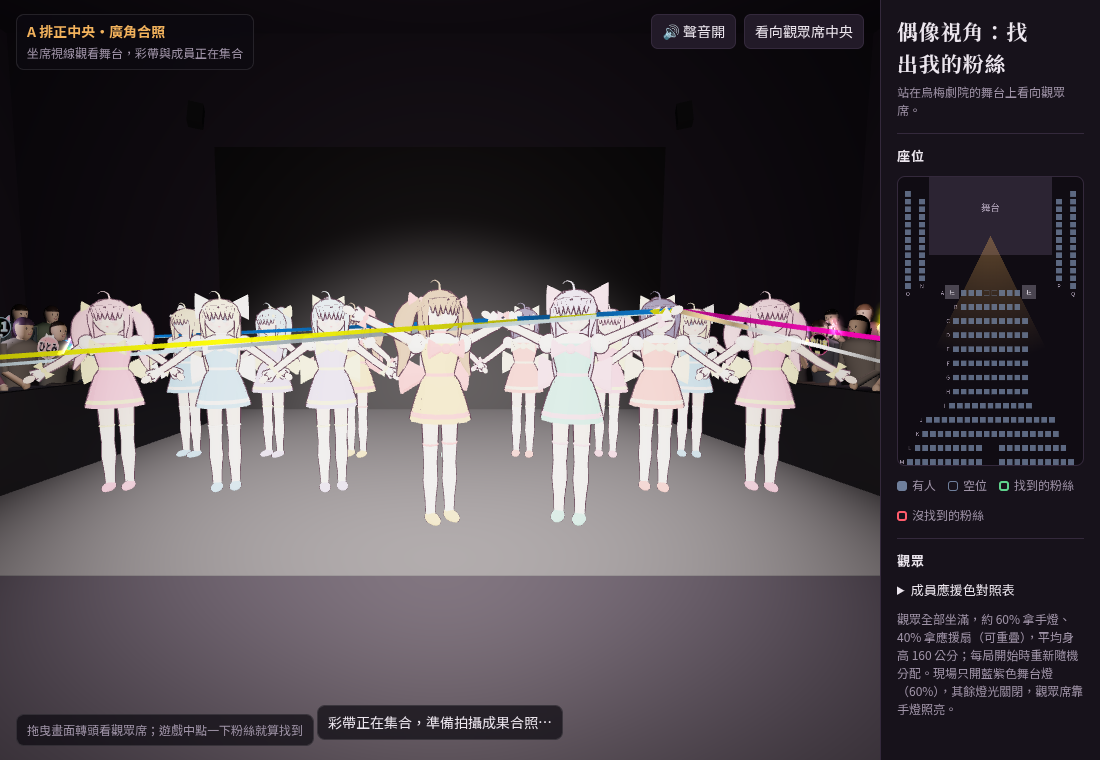 A 排正中央・廣角合照
坐席視線觀看舞台，彩帶與成員正在集合
🔊 聲音開
看向觀眾席中央
ひとみ
拖曳畫面轉頭看觀眾席；遊戲中點一下粉絲就算找到
彩帶正在集合，準備拍攝成果合照⋯
偶像視角：找
出我的粉絲
站在烏梅劇院的舞台上看向觀眾
席。
座位
舞台
有人
空位
找到的粉絲
沒找到的粉絲
觀眾
▶ 成員應援色對照表
觀眾全部坐滿，約 60% 拿手燈、
40% 拿應援扇（可重疊），平均身
高 160 公分；每局開始時重新隨機
分配。現場只開藍紫色舞台燈
（60%），其餘燈光關閉，觀眾席靠
手燈照亮。